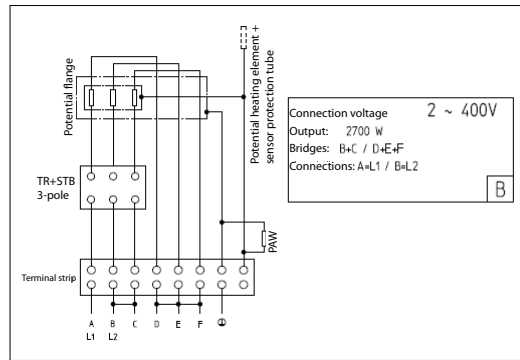 Potential flange
Potential heating element +
sensor protection tube
TR+STB
3-pole
PAW
Terminal strip
A
B
C
D
E
F
L1
L2
Connection voltage 2 ~ 400V
Output: 2700 W
Bridges: B+C / D+E+F
Connections: A=L1 / B=L2
B